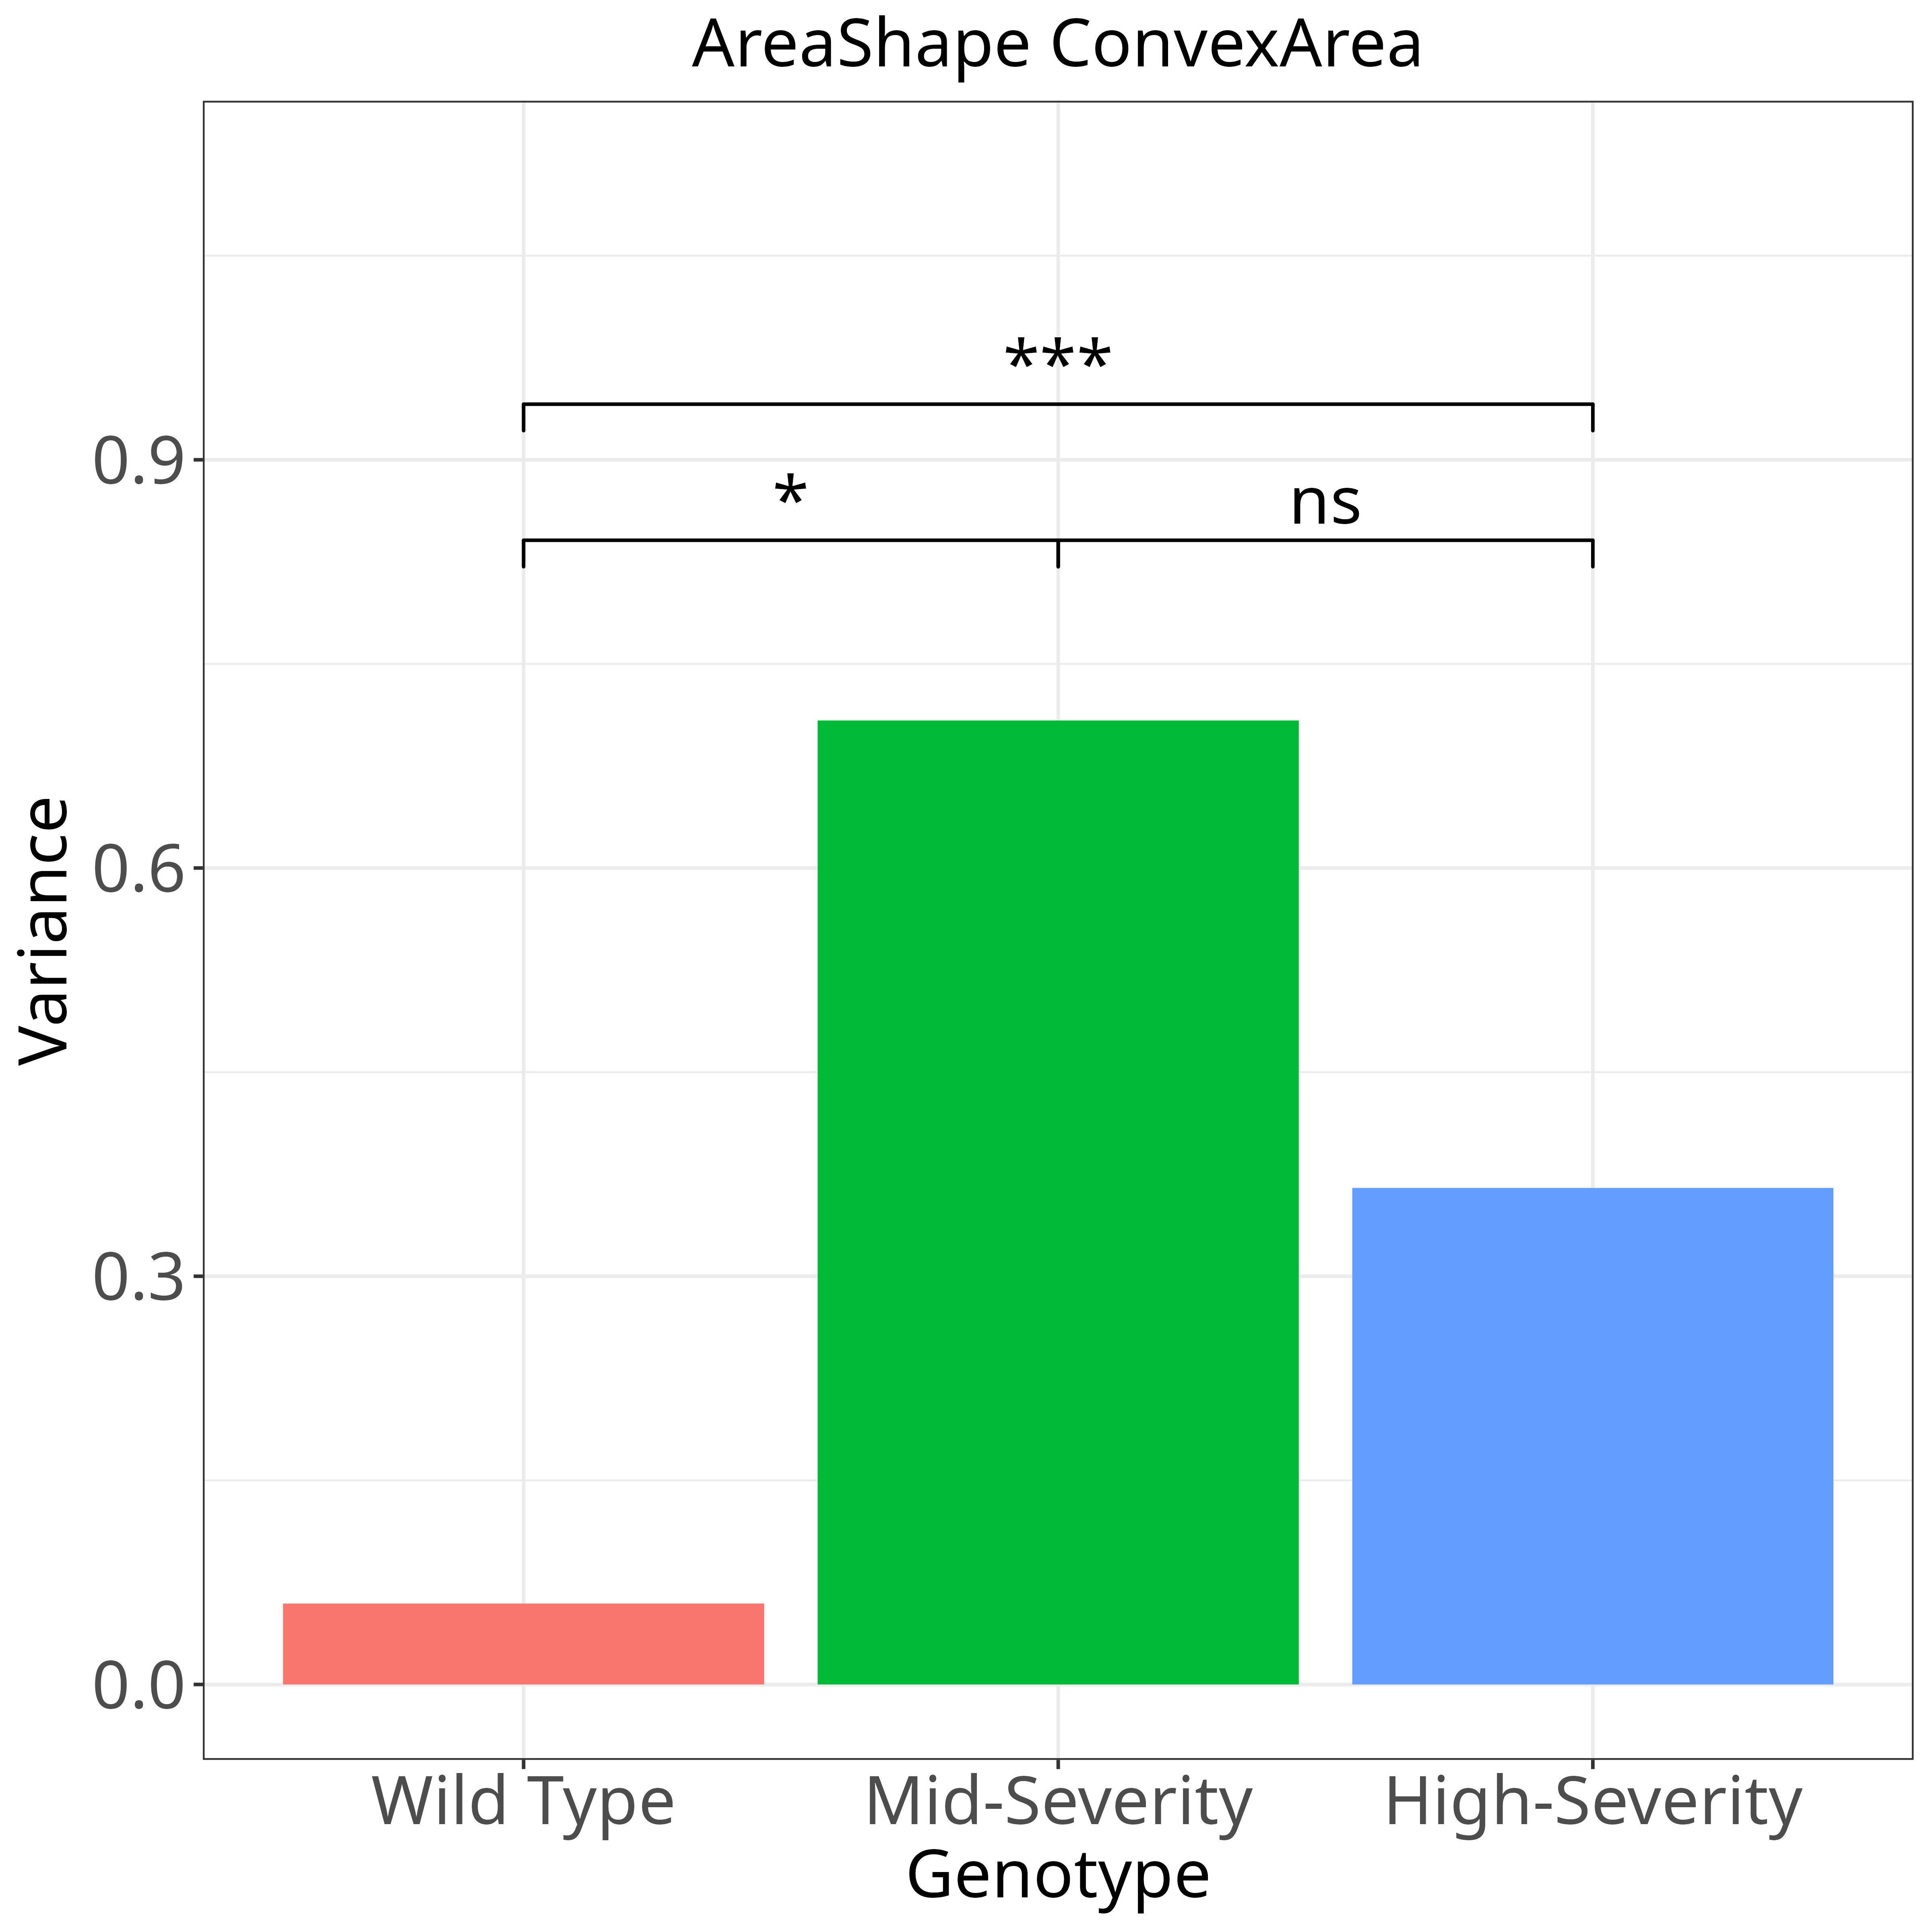 AreaShape ConvexArea
***
0.9
*
ns
0.6
Variance
0.3
0.0
Wild Type
Mid-Severity
High-Severity
Genotype